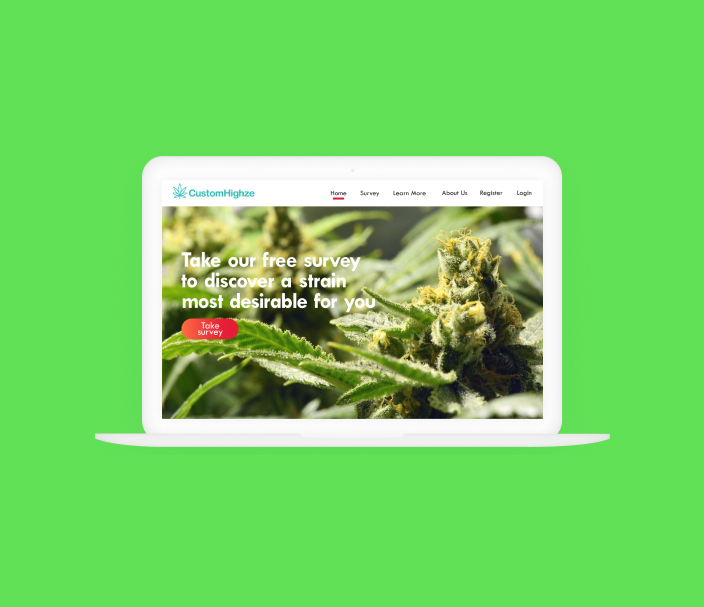 CustomHighze
Home Survey Learn More About Us Register Login
Take our free survey
to discover a strain
most desirable for you
Take
survey